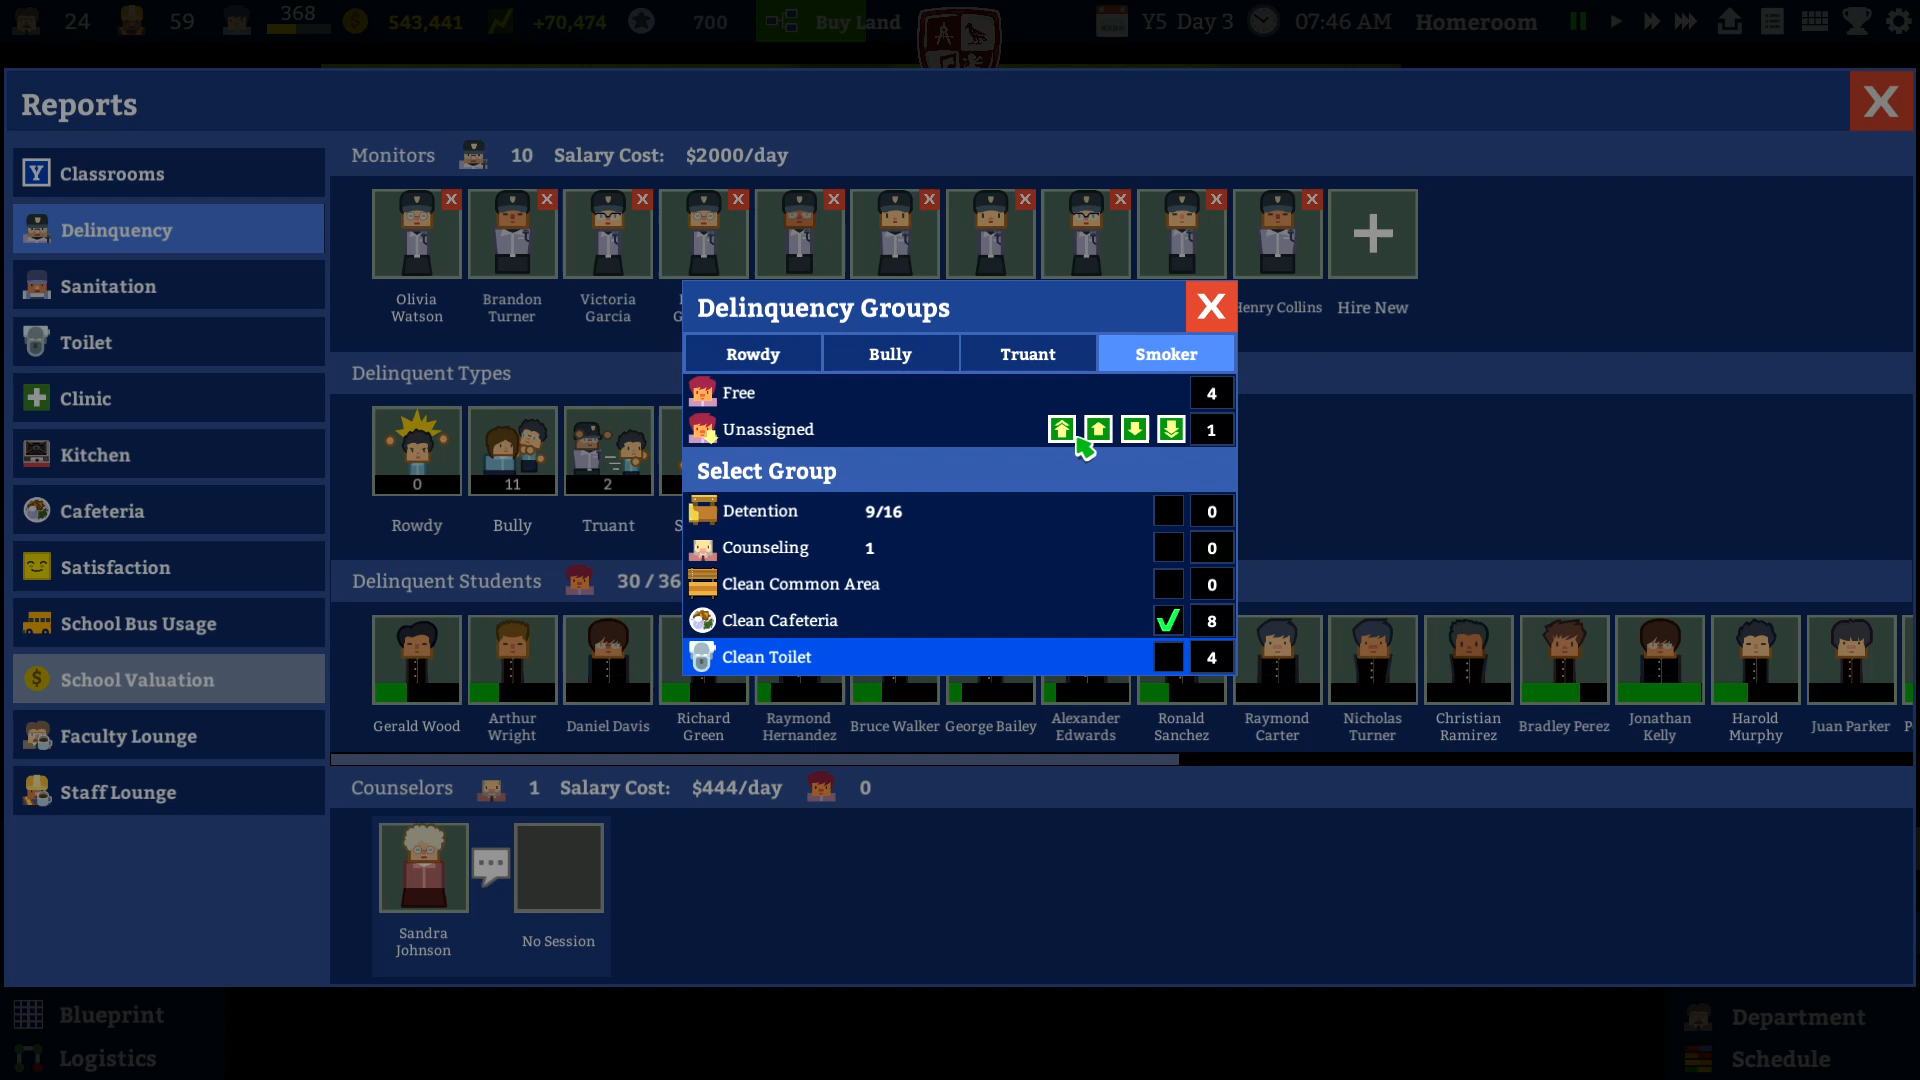 24 59 368 543,441 +70,474 700 Buy Land Y5 Day 3 07:46 AM Homeroom
Reports
X
Classrooms
Delinquency
Sanitation
Toilet
Clinic
Kitchen
Cafeteria
Satisfaction
School Bus Usage
School Valuation
Faculty Lounge
Staff Lounge
Monitors 10 Salary Cost: $2000/day
Olivia Watson
Brandon Turner
Victoria Garcia
Henry Collins
Hire New
Delinquent Types
0 11 2
Rowdy Bully Truant
Delinquency Groups X
Rowdy Bully Truant Smoker
Free 4
Unassigned 1
Select Group
Detention 9/16 0
Counseling 1 0
Clean Common Area 0
Clean Cafeteria 8
Clean Toilet 4
Delinquent Students 30 / 36
Gerald Wood
Arthur Wright
Daniel Davis
Richard Green
Raymond Hernandez
Bruce Walker
George Bailey
Alexander Edwards
Ronald Sanchez
Raymond Carter
Nicholas Turner
Christian Ramirez
Bradley Perez
Jonathan Kelly
Harold Murphy
Juan Parker
Counselors 1 Salary Cost: $444/day 0
Sandra Johnson
No Session
Blueprint
Logistics
Department
Schedule